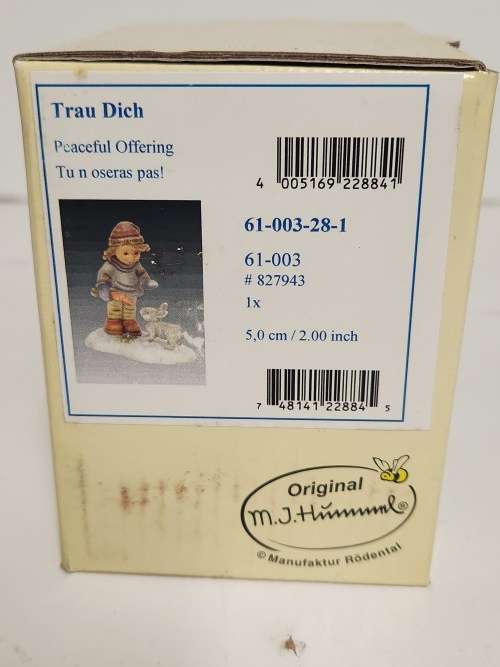 Trau Dich
Peaceful Offering
Tu n oseras pas!
4 005169 228841
61-003-28-1
61-003
# 827943
1x
5,0 cm / 2.00 inch
7 48141 22884 5
Original
M.J.Hummel®
© Manufaktur Rödental